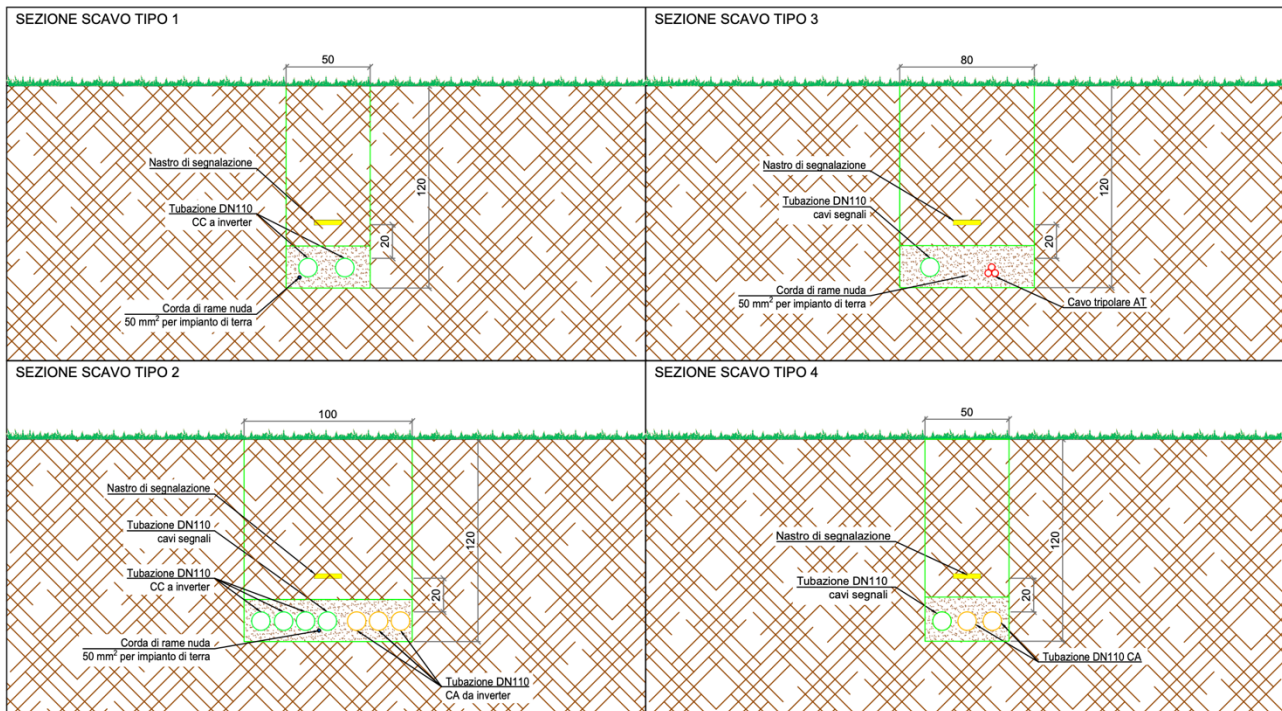 SEZIONE SCAVO TIPO 1
50
120
Nastro di segnalazione
Tubazione DN110
CC a inverter
20
Corda di rame nuda
50 mm² per impianto di terra
SEZIONE SCAVO TIPO 3
80
120
Nastro di segnalazione
Tubazione DN110
cavi segnali
20
Corda di rame nuda
50 mm² per impianto di terra
Cavo tripolare AT
SEZIONE SCAVO TIPO 2
100
120
Nastro di segnalazione
Tubazione DN110
cavi segnali
20
Tubazione DN110
CC a inverter
Corda di rame nuda
50 mm² per impianto di terra
Tubazione DN110
CA da inverter
SEZIONE SCAVO TIPO 4
50
120
Nastro di segnalazione
Tubazione DN110
cavi segnali
20
Tubazione DN110 CA